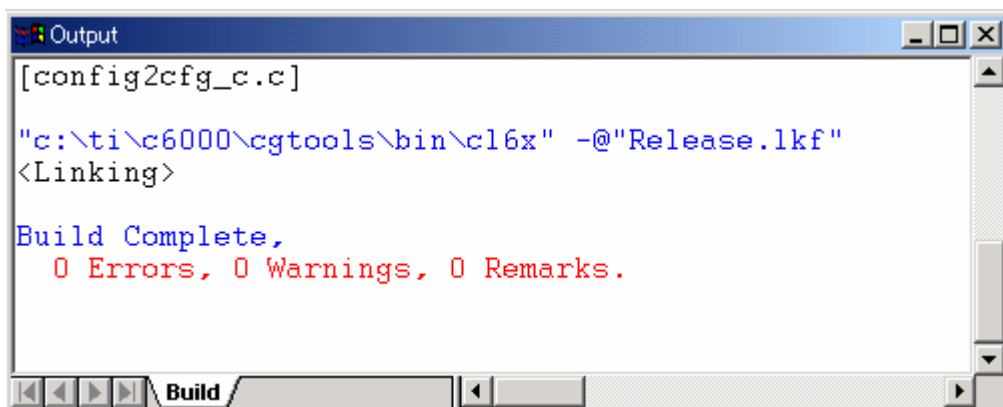 Output
[config2cfg_c.c]
"c:\ti\c6000\cgtools\bin\cl6x" -@"Release.lkf"
<Linking>
Build Complete,
0 Errors, 0 Warnings, 0 Remarks.
Build